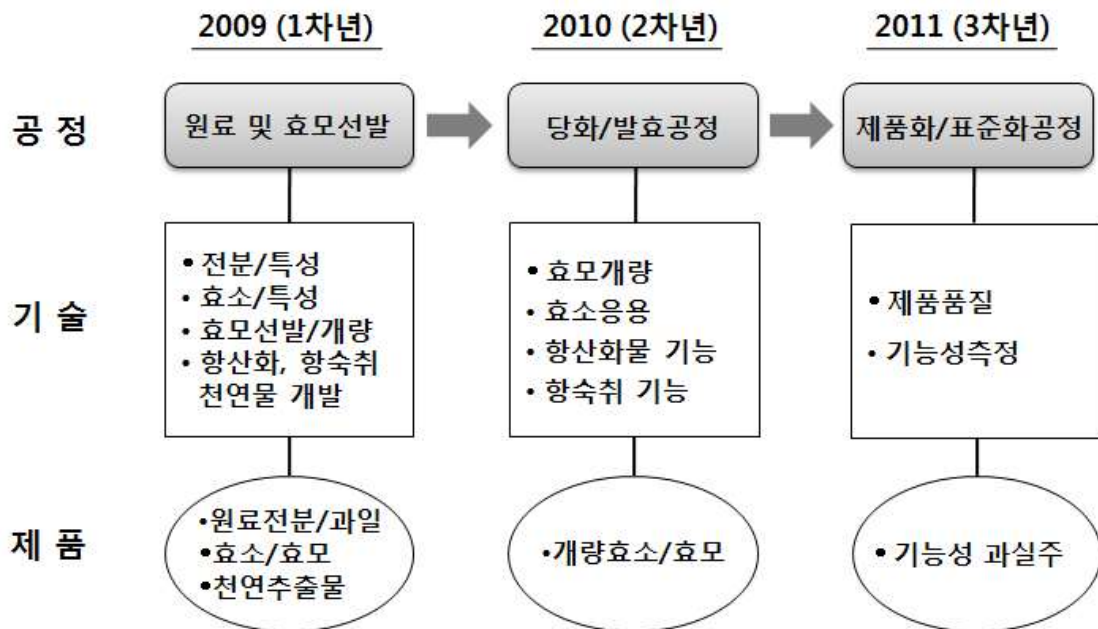 2009 (1차년)
2010 (2차년)
2011 (3차년)
공 정
원료 및 효모선발
당화/발효공정
제품화/표준화공정
기 술
• 전분/특성
• 효소/특성
• 효모선발/개량
• 항산화, 항숙취
천연물 개발
• 효모개량
• 효소응용
• 항산화물 기능
• 항숙취 기능
• 제품품질
• 기능성측정
제 품
•원료전분/과일
•효소/효모
•천연추출물
•개량효소/효모
• 기능성 과실주